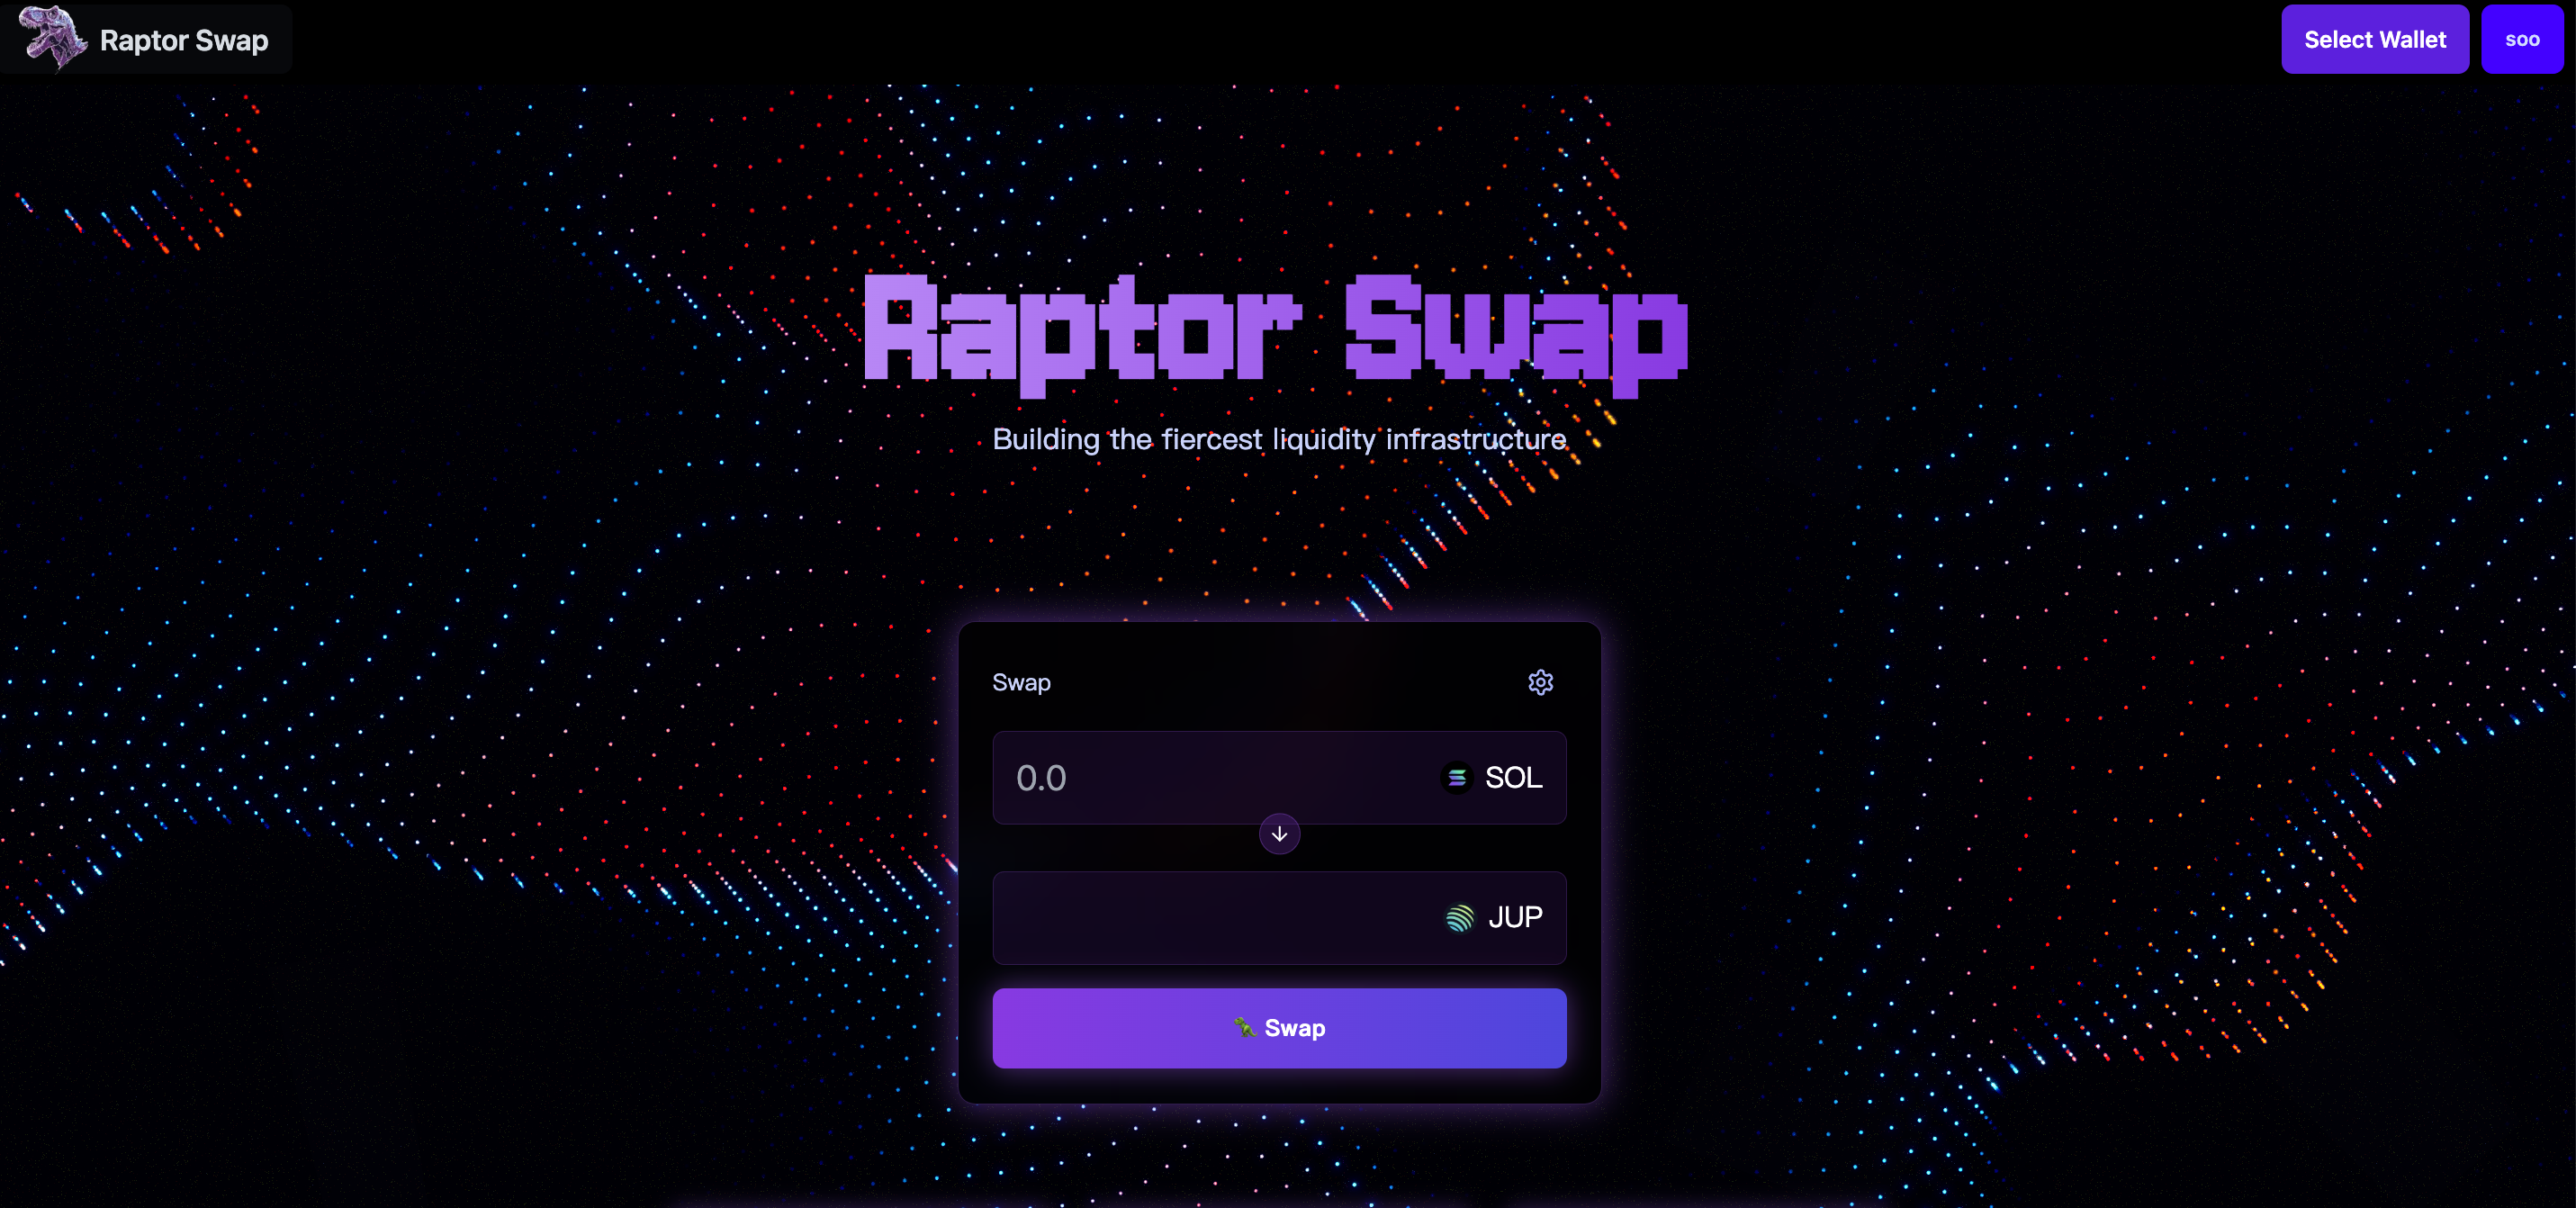 Raptor Swap
Select Wallet
soo
Raptor Swap
Building the fiercest liquidity infrastructure
Swap
0.0
SOL
JUP
Swap